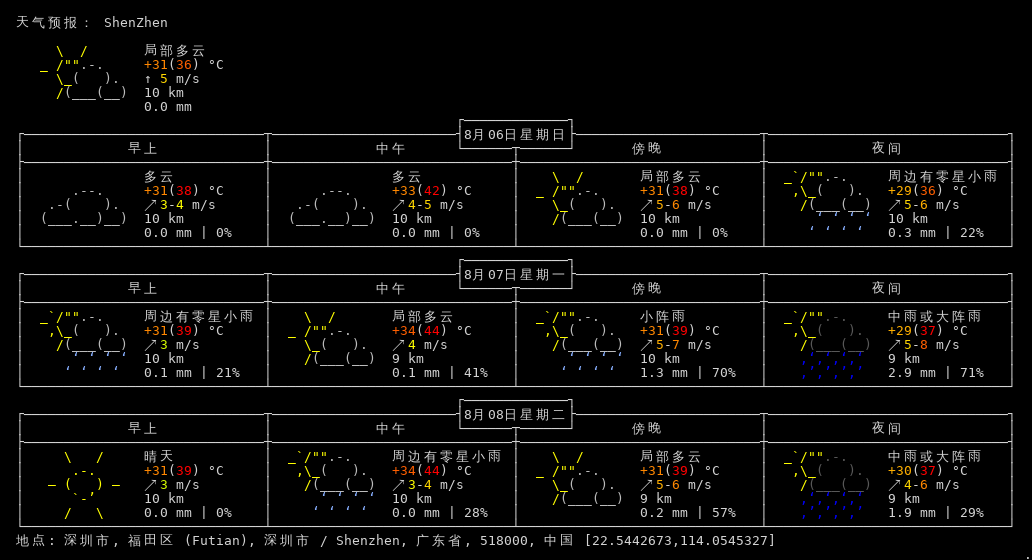 天气预报： ShenZhen
局部多云
+31(36) °C
↑ 5 m/s
10 km
0.0 mm
8月06日星期日
早上 中午 傍晚 夜间
多云 多云 局部多云 周边有零星小雨
+31(38) °C +33(42) °C +31(38) °C +29(36) °C
↗ 3-4 m/s ↗ 4-5 m/s ↗ 5-6 m/s ↗ 5-6 m/s
10 km 10 km 10 km 10 km
0.0 mm | 0% 0.0 mm | 0% 0.0 mm | 0% 0.3 mm | 22%
8月07日星期一
早上 中午 傍晚 夜间
周边有零星小雨 局部多云 小阵雨 中雨或大阵雨
+31(39) °C +34(44) °C +31(39) °C +29(37) °C
↗ 3 m/s ↗ 4 m/s ↗ 5-7 m/s ↗ 5-8 m/s
10 km 9 km 10 km 9 km
0.1 mm | 21% 0.1 mm | 41% 1.3 mm | 70% 2.9 mm | 71%
8月08日星期二
早上 中午 傍晚 夜间
晴天 周边有零星小雨 局部多云 中雨或大阵雨
+31(39) °C +34(44) °C +31(39) °C +30(37) °C
↗ 3 m/s ↗ 3-4 m/s ↗ 5-6 m/s ↗ 4-6 m/s
10 km 10 km 9 km 9 km
0.0 mm | 0% 0.0 mm | 28% 0.2 mm | 57% 1.9 mm | 29%
地点: 深圳市, 福田区 (Futian), 深圳市 / Shenzhen, 广东省, 518000, 中国 [22.5442673,114.0545327]